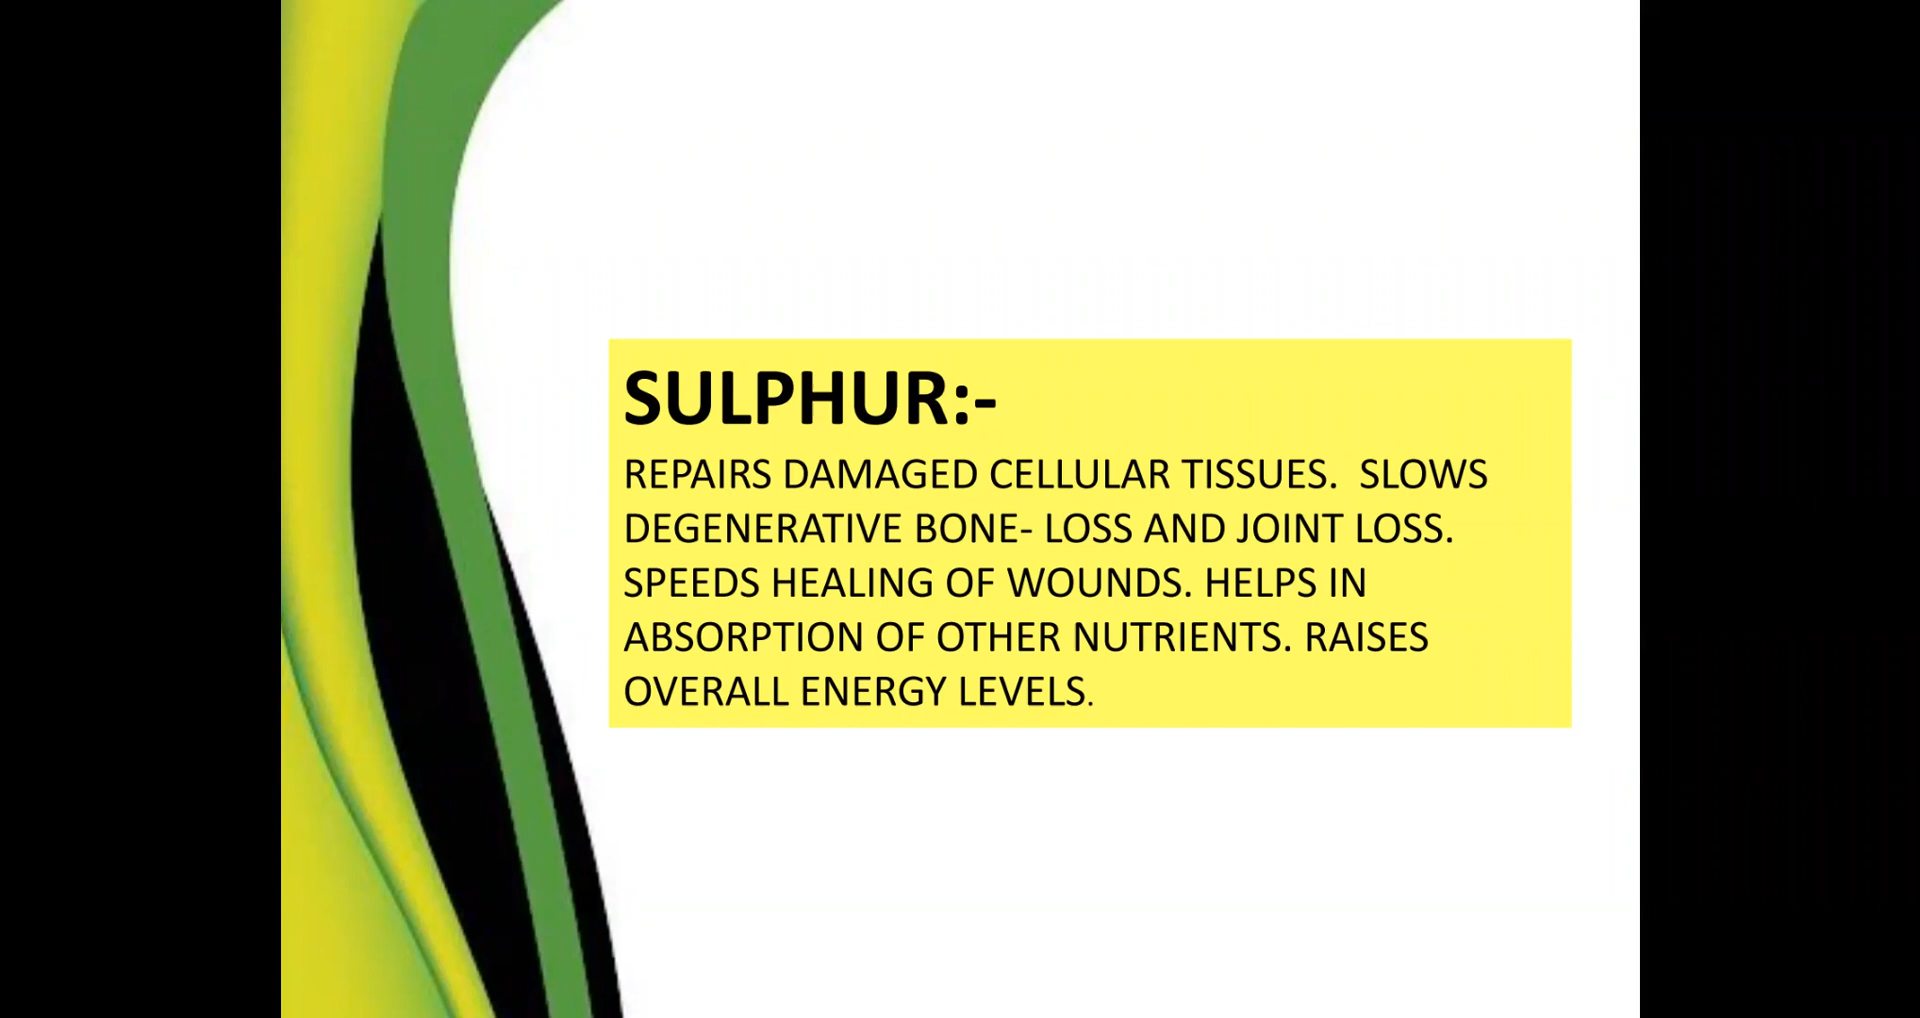 SULPHUR:-
REPAIRS DAMAGED CELLULAR TISSUES.  SLOWS
DEGENERATIVE BONE- LOSS AND JOINT LOSS.
SPEEDS HEALING OF WOUNDS. HELPS IN
ABSORPTION OF OTHER NUTRIENTS. RAISES
OVERALL ENERGY LEVELS.